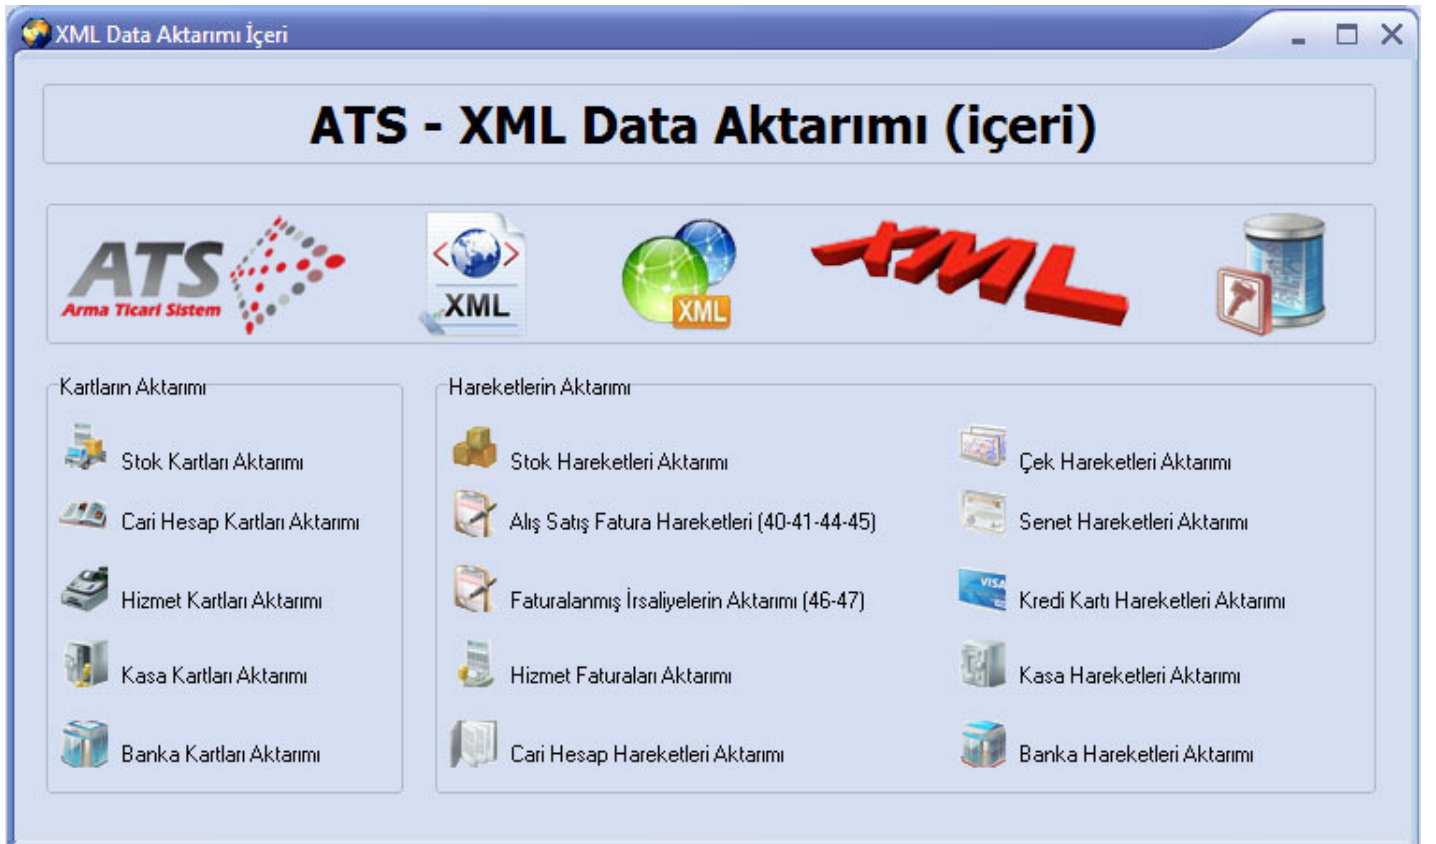 XML Data Aktarımı İçeri
ATS - XML Data Aktarımı (içeri)
ATS
Arma Ticari Sistem
XML
XML
XML
Kartların Aktarımı
Stok Kartları Aktarımı
Cari Hesap Kartları Aktarımı
Hizmet Kartları Aktarımı
Kasa Kartları Aktarımı
Banka Kartları Aktarımı
Hareketlerin Aktarımı
Stok Hareketleri Aktarımı
Alış Satış Fatura Hareketleri (40-41-44-45)
Faturalanmış İrsaliyelerin Aktarımı (46-47)
Hizmet Faturaları Aktarımı
Cari Hesap Hareketleri Aktarımı
Çek Hareketleri Aktarımı
Senet Hareketleri Aktarımı
VISA
Kredi Kartı Hareketleri Aktarımı
Kasa Hareketleri Aktarımı
Banka Hareketleri Aktarımı